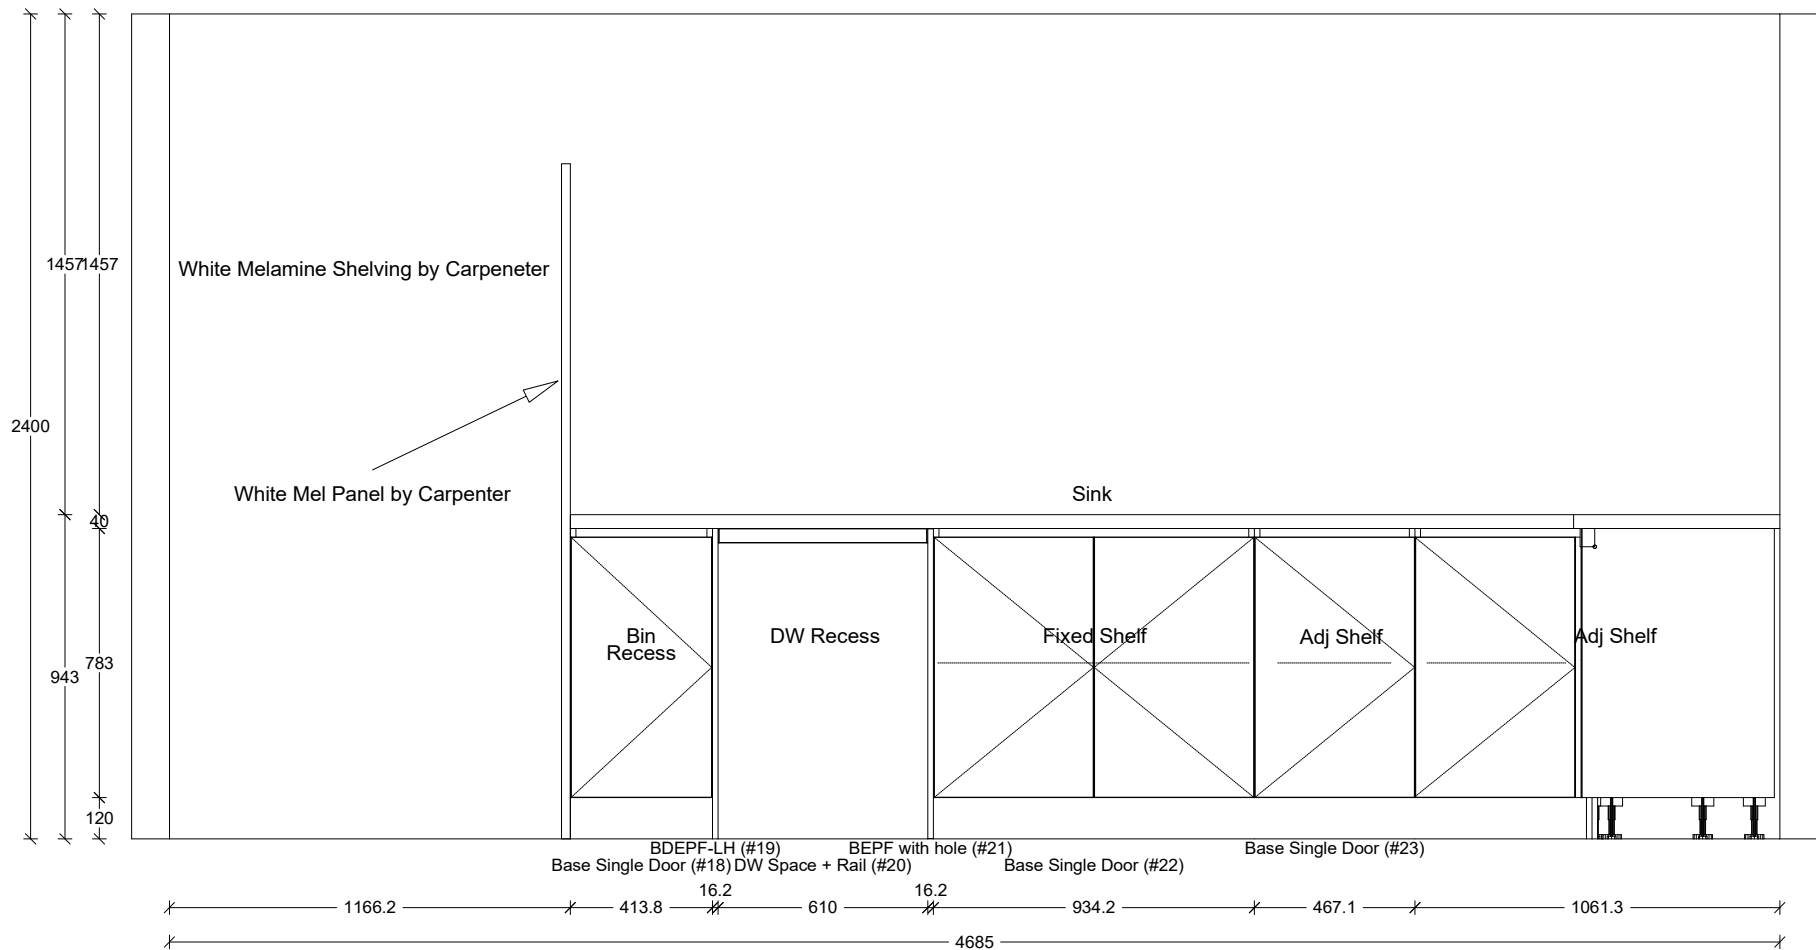 1457
1457
White Melamine Shelving by Carpeneter
2400
White Mel Panel by Carpenter
Sink
40
Bin
Recess
DW Recess
Fixed Shelf
Adj Shelf
Adj Shelf
783
943
120
BDEPF-LH (#19)
BEPF with hole (#21)
Base Single Door (#23)
Base Single Door (#18)
DW Space + Rail (#20)
Base Single Door (#22)
16.2
16.2
1166.2
413.8
610
934.2
467.1
1061.3
4685